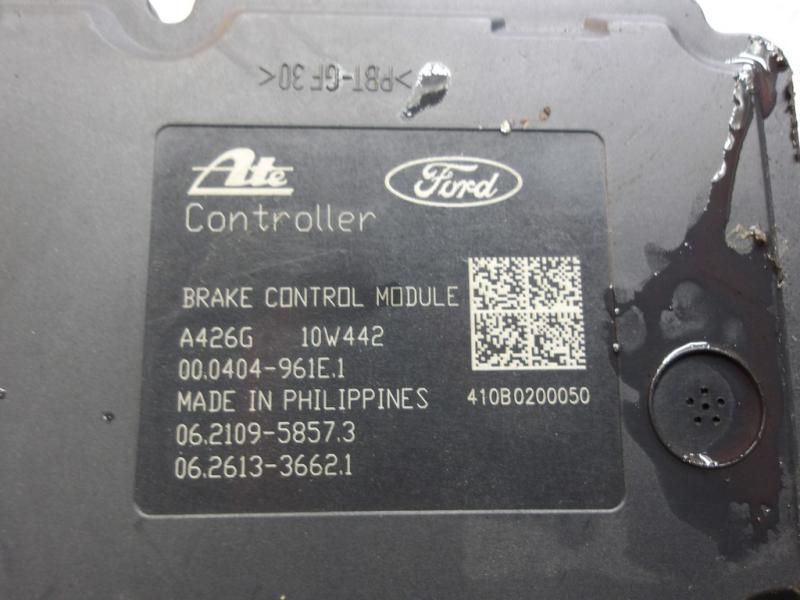 >PBT-GF30<
Ate
Ford
Controller
BRAKE CONTROL MODULE
A426G 10W442
00.0404-961E.1
MADE IN PHILIPPINES
410B0200050
06.2109-5857.3
06.2613-3662.1